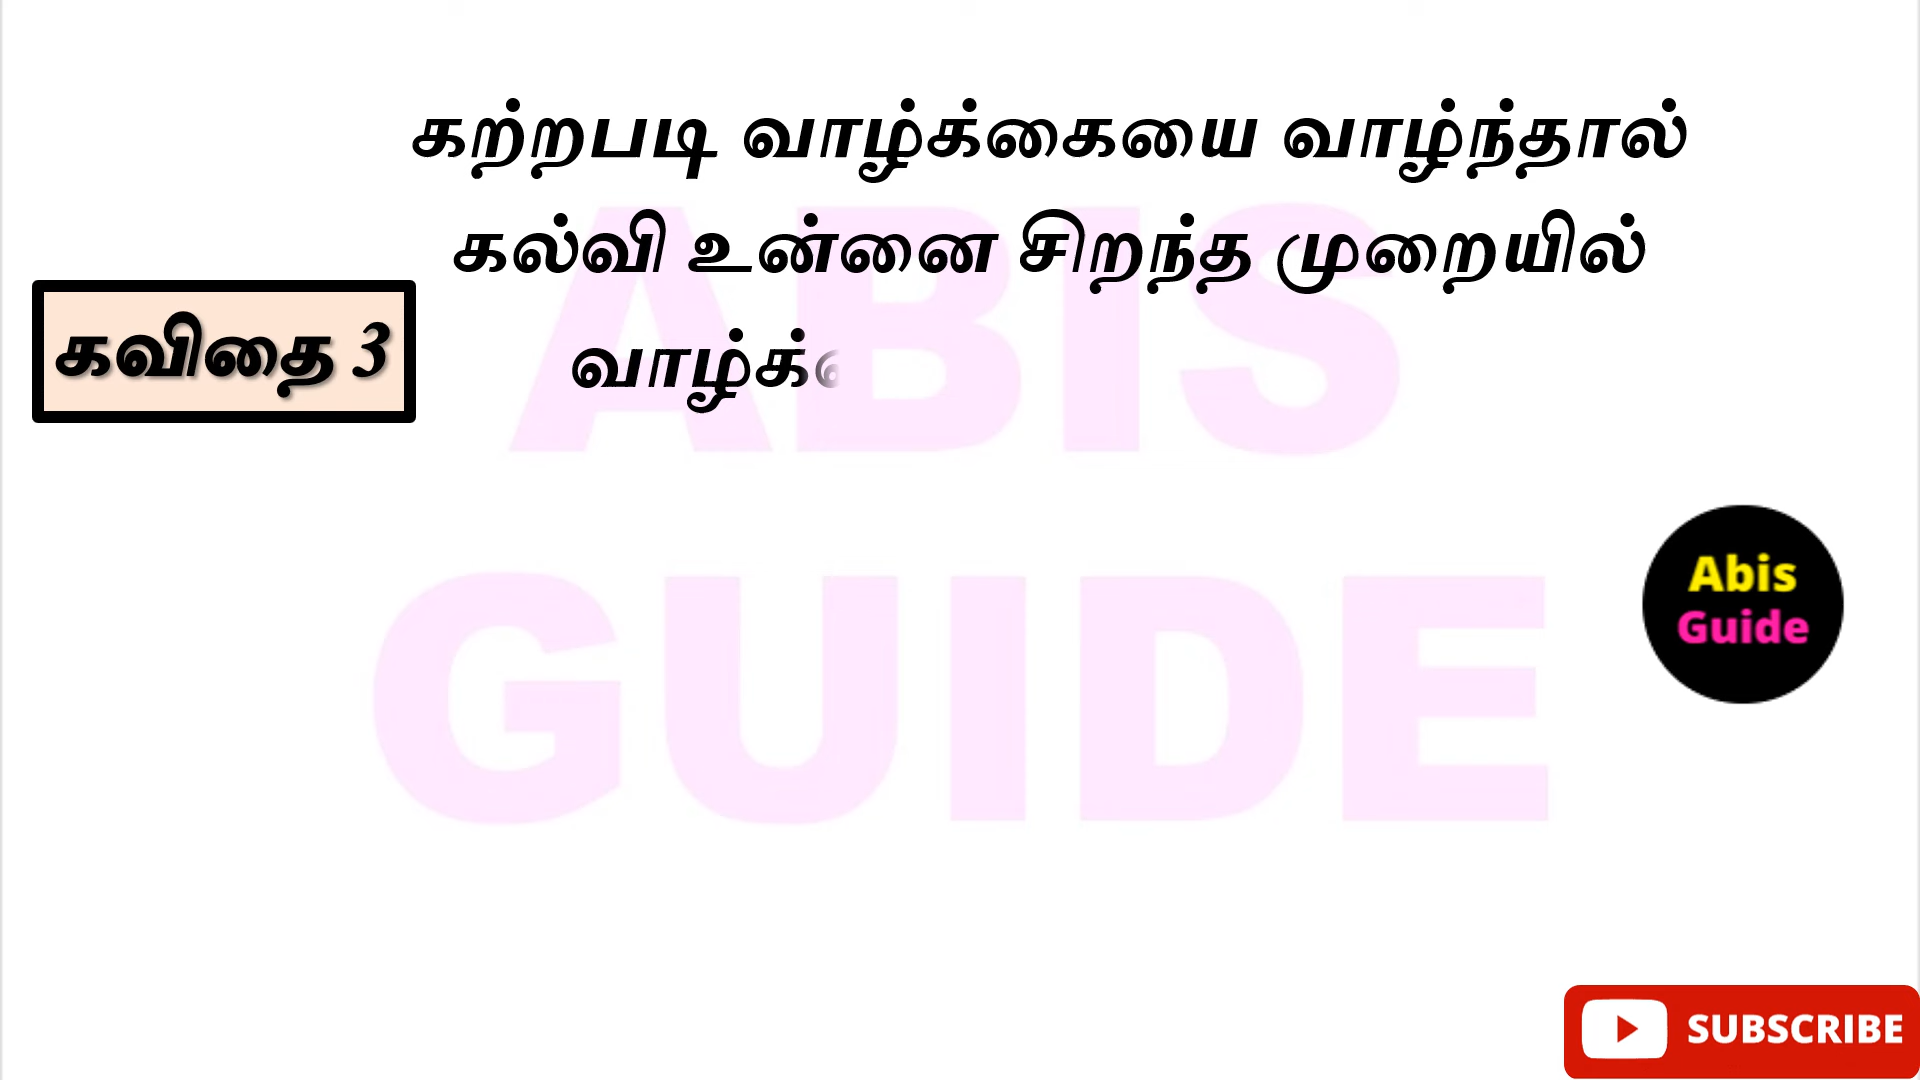 கற்றபடி வாழ்க்கையை வாழ்ந்தால்
கல்வி உன்னை சிறந்த முறையில்
கவிதை 3
ABIS
GUIDE
Abis
Guide
SUBSCRIBE